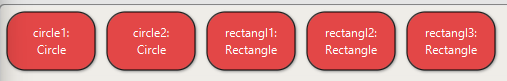 circle1:
Circle
circle2:
Circle
rectangl1:
Rectangle
rectangl2:
Rectangle
rectangl3:
Rectangle